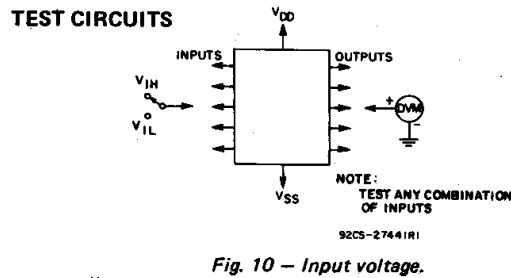 TEST CIRCUITS
VDD
INPUTS
OUTPUTS
VIH
VIL
+
DVM
-
VSS
NOTE:
TEST ANY COMBINATION
OF INPUTS
92CS-27441R1
Fig. 10 — Input voltage.